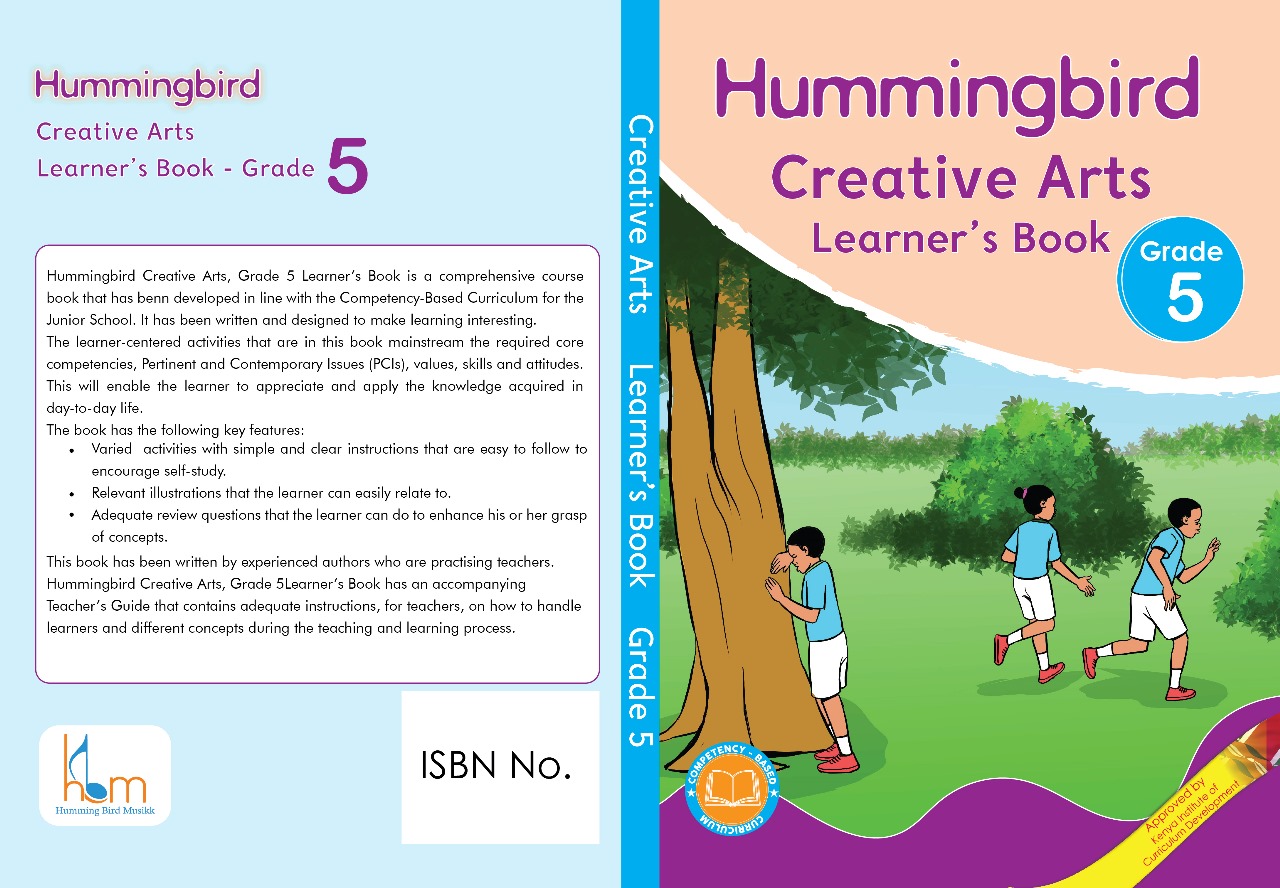 Hummingbird
Creative Arts
Learner's Book - Grade 5
Hummingbird Creative Arts, Grade 5 Learner's Book is a comprehensive course
book that has benn developed in line with the Competency-Based Curriculum for the
Junior School. It has been written and designed to make learning interesting.
The learner-centered activities that are in this book mainstream the required core
competencies, Pertinent and Contemporary Issues (PCIs), values, skills and attitudes.
This will enable the learner to appreciate and apply the knowledge acquired in
day-to-day life.
The book has the following key features:
• Varied activities with simple and clear instructions that are easy to follow to
encourage self-study.
• Relevant illustrations that the learner can easily relate to.
• Adequate review questions that the learner can do to enhance his or her grasp
of concepts.
This book has been written by experienced authors who are practising teachers.
Hummingbird Creative Arts, Grade 5Learner's Book has an accompanying
Teacher's Guide that contains adequate instructions, for teachers, on how to handle
learners and different concepts during the teaching and learning process.
hbm
Humming Bird Musikk
ISBN No.
Creative Arts Learner's Book Grade 5
Hummingbird
Creative Arts
Learner's Book
Grade
5
COMPETENCY - BASED
CURRICULUM
Approved by
Kenya Institute of
Curriculum Development